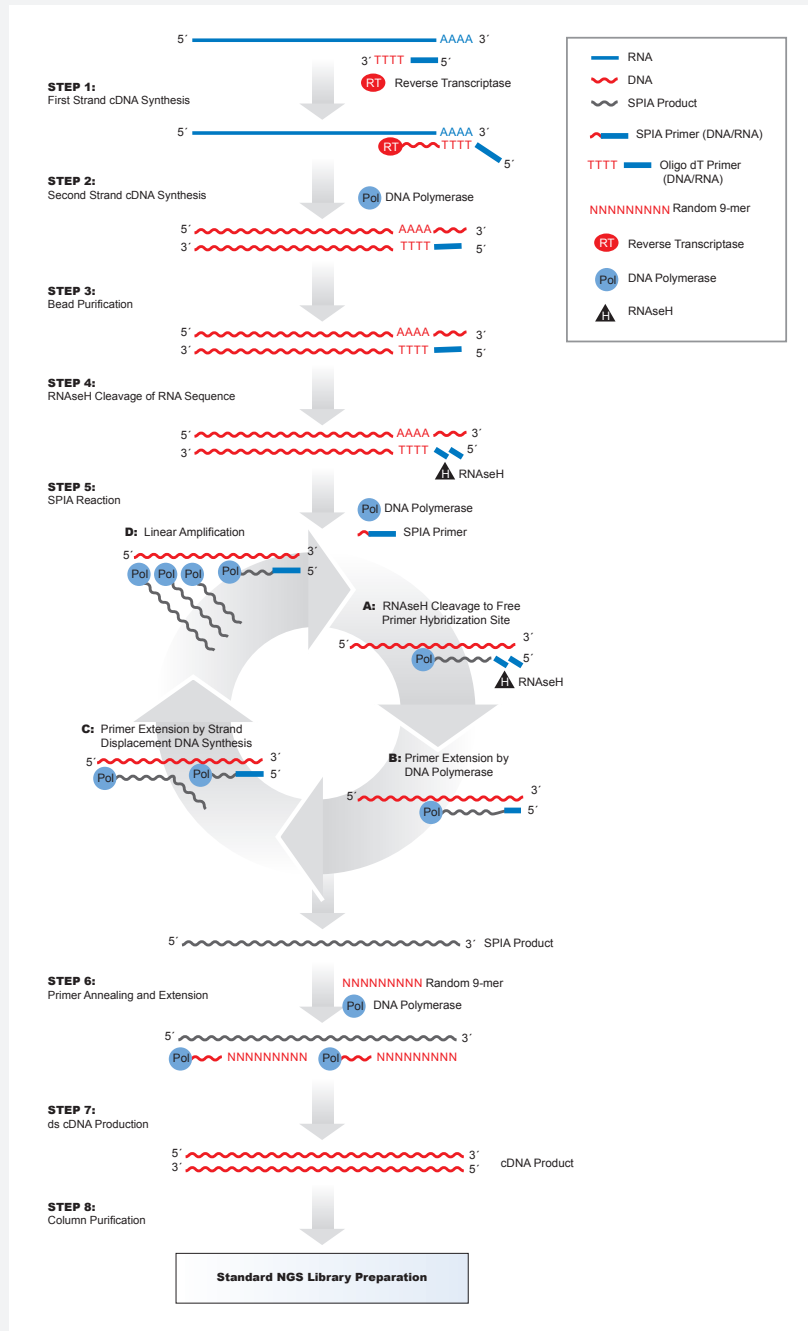 5´ AAAA 3´
3´ TTTT 5´
RT Reverse Transcriptase
STEP 1:
First Strand cDNA Synthesis
5´ AAAA 3´
RT TTTT
5´
STEP 2:
Second Strand cDNA Synthesis
Pol DNA Polymerase
5´ AAAA 3´
3´ TTTT 5´
STEP 3:
Bead Purification
5´ AAAA 3´
3´ TTTT 5´
STEP 4:
RNAseH Cleavage of RNA Sequence
5´ AAAA 3´
3´ TTTT 5´
H RNAseH
STEP 5:
SPIA Reaction
Pol DNA Polymerase
SPIA Primer
D: Linear Amplification
5´ 3´
Pol Pol Pol Pol 5´
A: RNAseH Cleavage to Free
Primer Hybridization Site
3´
Pol 5´
H RNAseH
C: Primer Extension by Strand
Displacement DNA Synthesis
5´ 3´
Pol Pol 5´
B: Primer Extension by
DNA Polymerase
5´ 3´
Pol 5´
5´ 3´ SPIA Product
STEP 6:
Primer Annealing and Extension
NNNNNNNNN Random 9-mer
Pol DNA Polymerase
5´ 3´
Pol NNNNNNNNN Pol NNNNNNNNN
STEP 7:
ds cDNA Production
5´ 3´
3´ 5´
cDNA Product
STEP 8:
Column Purification
Standard NGS Library Preparation
RNA
DNA
SPIA Product
SPIA Primer (DNA/RNA)
TTTT Oligo dT Primer
(DNA/RNA)
NNNNNNNNN Random 9-mer
RT Reverse Transcriptase
Pol DNA Polymerase
H RNAseH